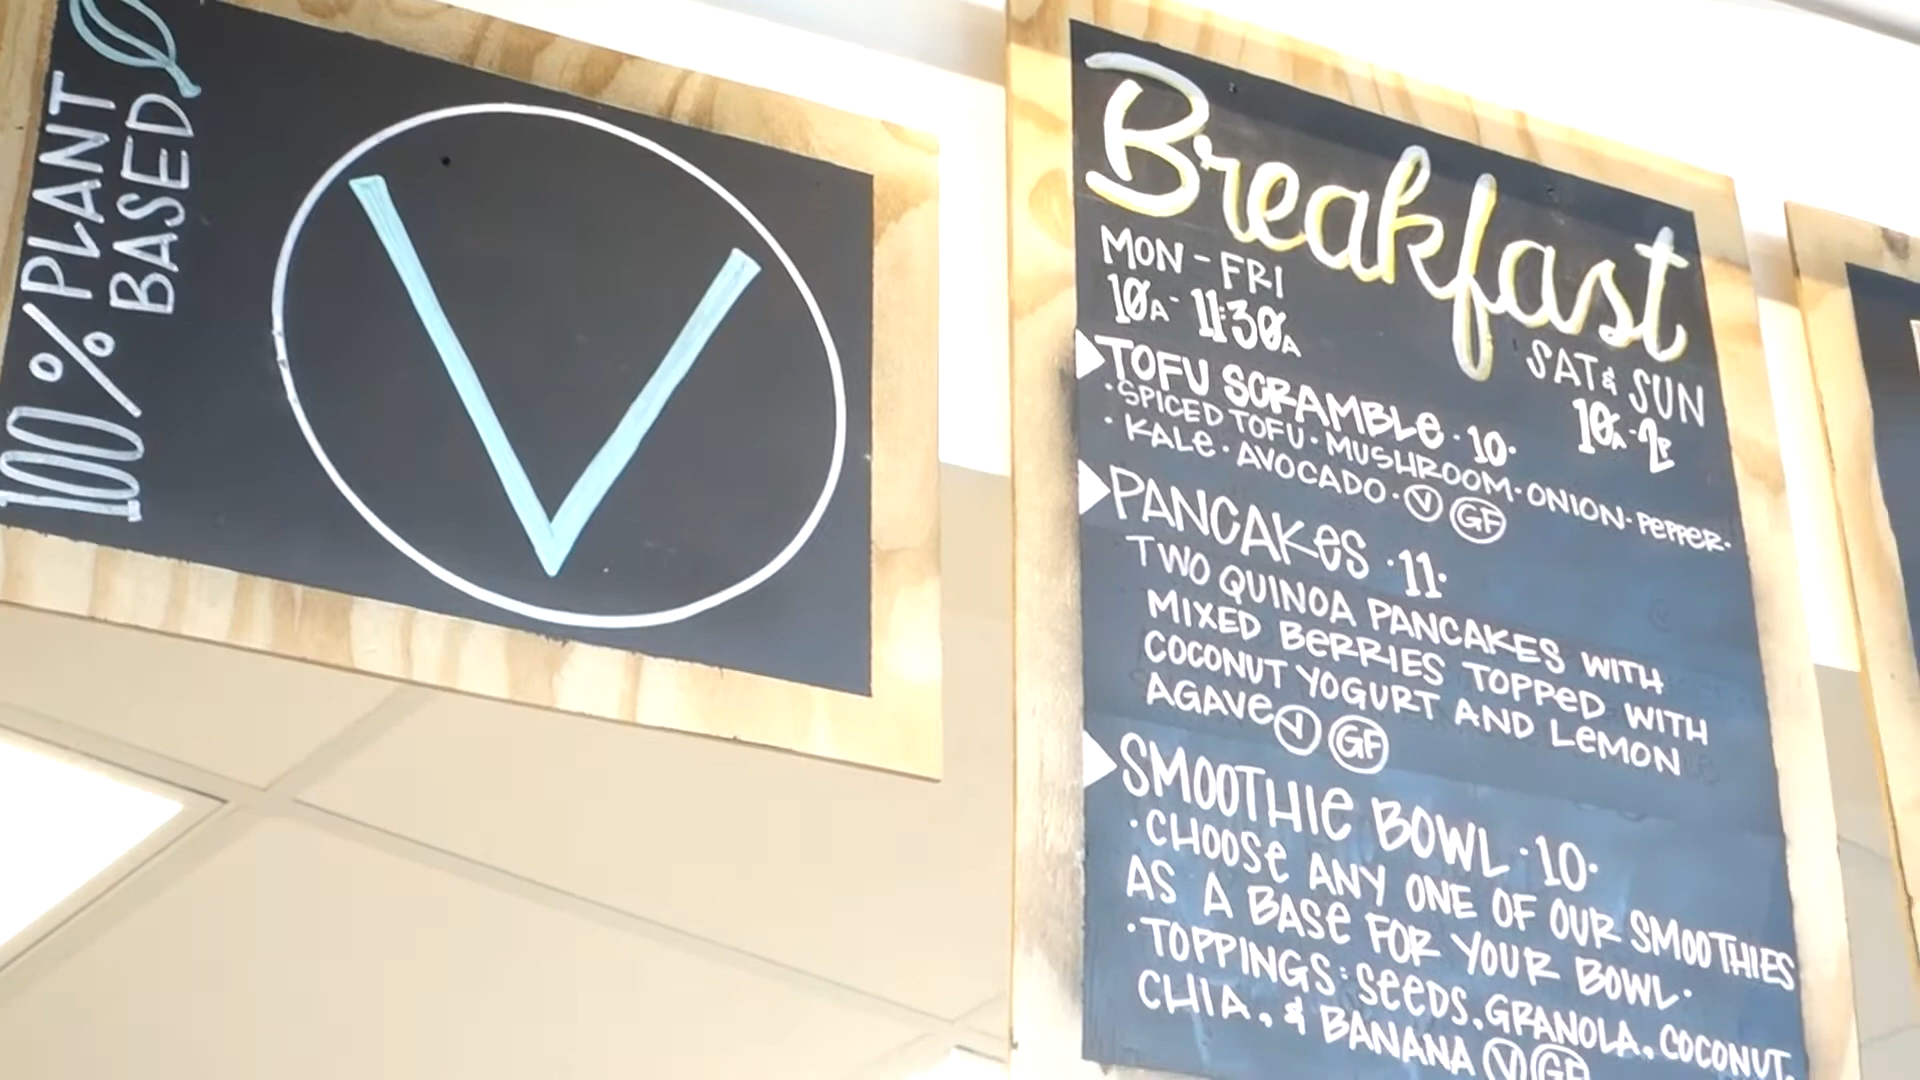 100% PLANT
BASED
V
Breakfast
MON - FRI
10A - 11:30A
SAT & SUN
10A - 2P
TOFU SCRAMBLE · 10 ·
· SPICED TOFU · MUSHROOM · ONION · PEPPER ·
· KALE · AVOCADO · V GF
PANCAKES · 11 ·
TWO QUINOA PANCAKES WITH
MIXED BERRIES TOPPED WITH
COCONUT YOGURT AND LEMON
AGAVE V GF
SMOOTHIE BOWL · 10 ·
· CHOOSE ANY ONE OF OUR SMOOTHIES
AS A BASE FOR YOUR BOWL ·
· TOPPINGS: SEEDS, GRANOLA, COCONUT,
CHIA, & BANANA V GF